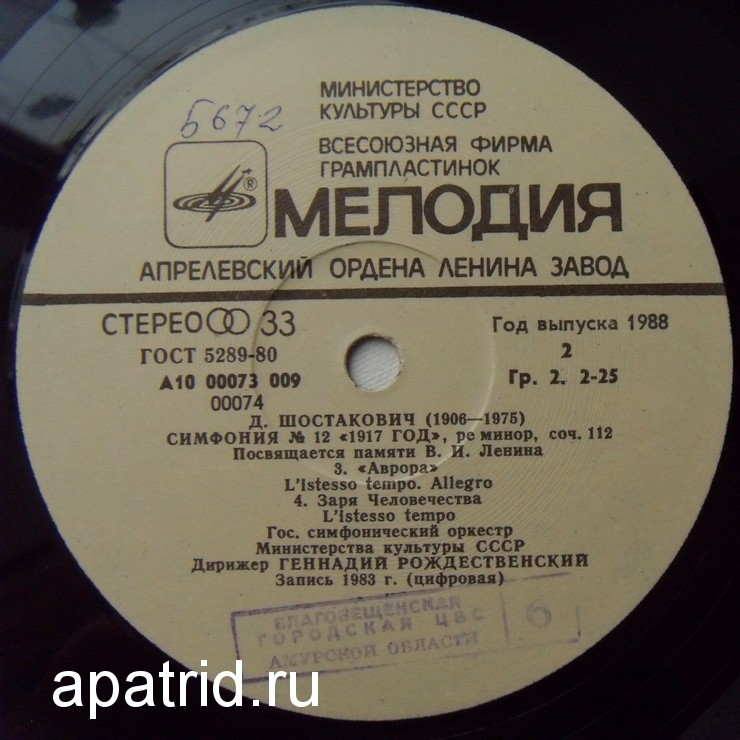 МИНИСТЕРСТВО
КУЛЬТУРЫ СССР
5672
ВСЕСОЮЗНАЯ ФИРМА
ГРАМПЛАСТИНОК
®
МЕЛОДИЯ
АПРЕЛЕВСКИЙ ОРДЕНА ЛЕНИНА ЗАВОД
СТЕРЕО 33
Год выпуска 1988
ГОСТ 5289-80
2
А10 00073 009
Гр. 2. 2-25
00074
Д. ШОСТАКОВИЧ (1906—1975)
СИМФОНИЯ № 12 «1917 ГОД», ре минор, соч. 112
Посвящается памяти В. И. Ленина
3. «Аврора»
L'istesso tempo. Allegro
4. Заря Человечества
L'istesso tempo
Гос. симфонический оркестр
Министерства культуры СССР
Дирижер ГЕННАДИЙ РОЖДЕСТВЕНСКИЙ
Запись 1983 г. (цифровая)
БЛАГОВЕЩЕНСКАЯ
ГОРОДСКАЯ ЦБС
АМУРСКОЙ ОБЛАСТИ
6
apatrid.ru